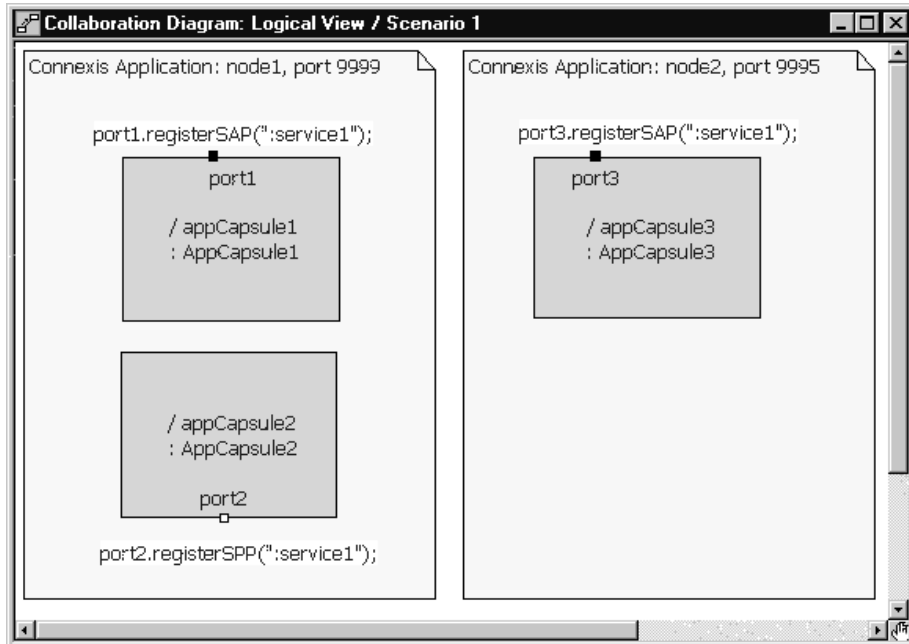 Collaboration Diagram: Logical View / Scenario 1
Connexis Application: node1, port 9999
port1.registerSAP(":service1");
port1
/ appCapsule1
: AppCapsule1
/ appCapsule2
: AppCapsule2
port2
port2.registerSPP(":service1");
Connexis Application: node2, port 9995
port3.registerSAP(":service1");
port3
/ appCapsule3
: AppCapsule3